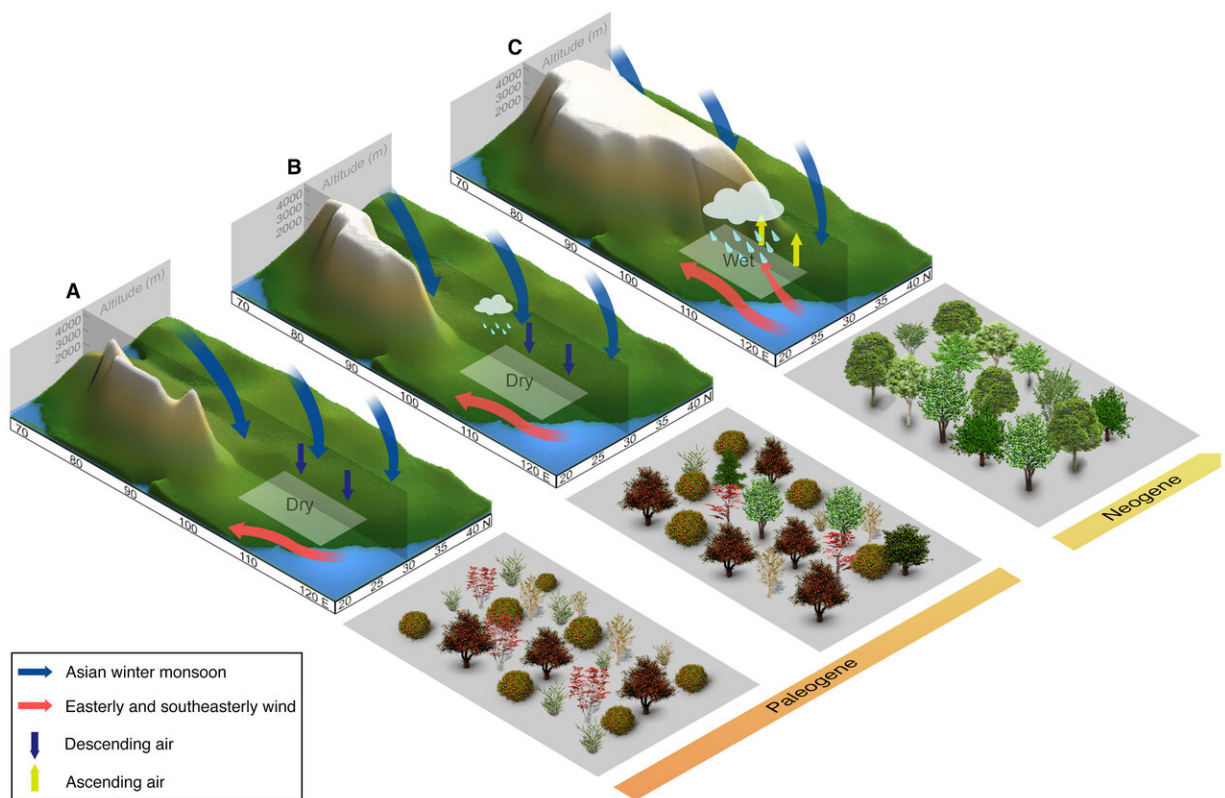 C
Altitude (m)
4000
3000
2000
70
80
90
100
110
120 E
20
25
30
35
40 N
Wet
B
Altitude (m)
4000
3000
2000
70
80
90
100
110
120 E
20
25
30
35
40 N
Dry
A
Altitude (m)
4000
3000
2000
70
80
90
100
110
120 E
20
25
30
35
40 N
Dry
Neogene
Paleogene
Asian winter monsoon
Easterly and southeasterly wind
Descending air
Ascending air